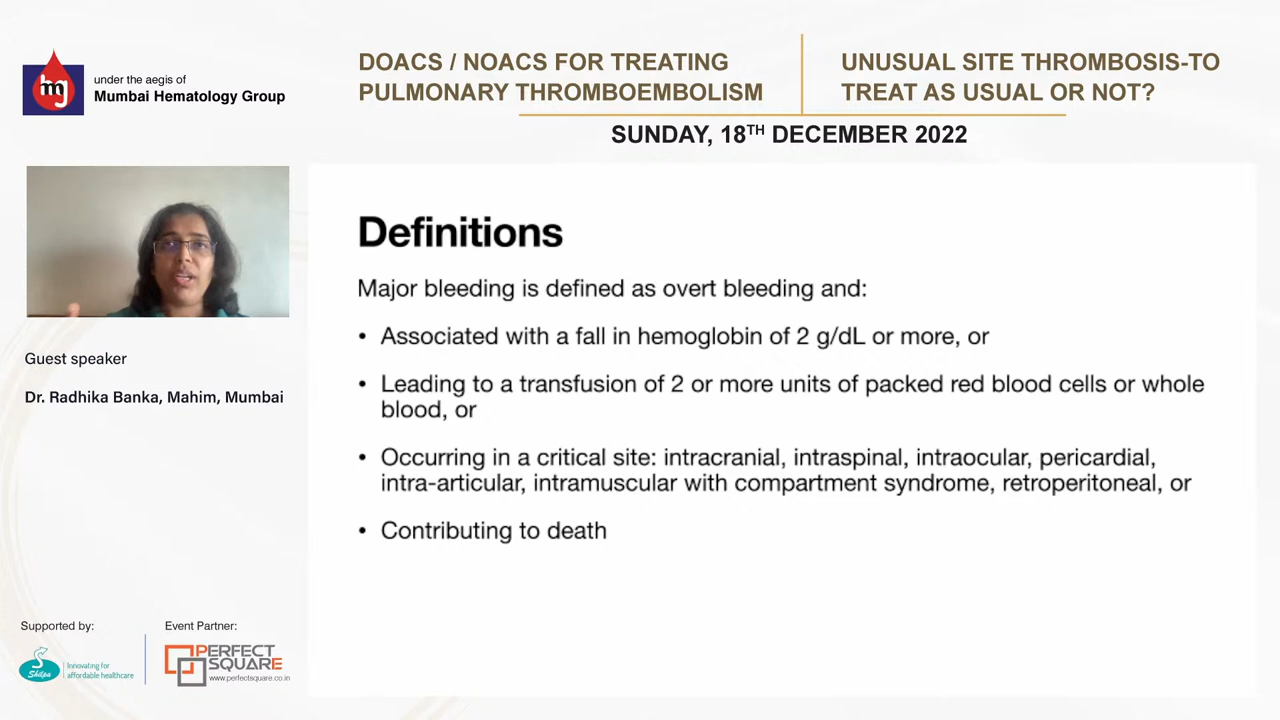 mg
under the aegis of
Mumbai Hematology Group
DOACS / NOACS FOR TREATING
PULMONARY THROMBOEMBOLISM
UNUSUAL SITE THROMBOSIS-TO
TREAT AS USUAL OR NOT?
SUNDAY, 18TH DECEMBER 2022
Guest speaker
Dr. Radhika Banka, Mahim, Mumbai
Definitions
Major bleeding is defined as overt bleeding and:
• Associated with a fall in hemoglobin of 2 g/dL or more, or
• Leading to a transfusion of 2 or more units of packed red blood cells or whole
blood, or
• Occurring in a critical site: intracranial, intraspinal, intraocular, pericardial,
intra-articular, intramuscular with compartment syndrome, retroperitoneal, or
• Contributing to death
Supported by:
Shilpa
Innovating for
affordable healthcare
Event Partner:
PERFECT
SQUARE
www.perfectsquare.co.in